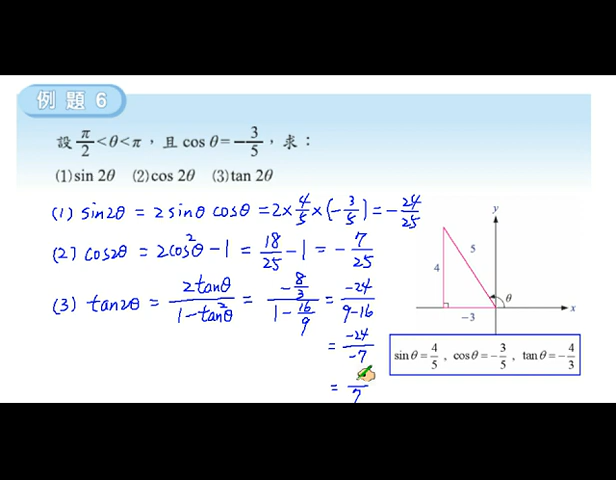 例題 6
設 π/2 < θ < π，且 cos θ = −3/5，求：
(1) sin 2θ (2) cos 2θ (3) tan 2θ
(1) sin2θ = 2 sinθ cosθ = 2 × 4/5 × (−3/5) = −24/25
(2) cos2θ = 2cos²θ − 1 = 18/25 − 1 = −7/25
(3) tan2θ = 2tanθ / 1−tan²θ = −8/3 / 1−16/9 = −24 / 9−16
= −24/−7
= /7
y
5
4
θ
−3
x
sin θ = 4/5，cos θ = −3/5，tan θ = −4/3